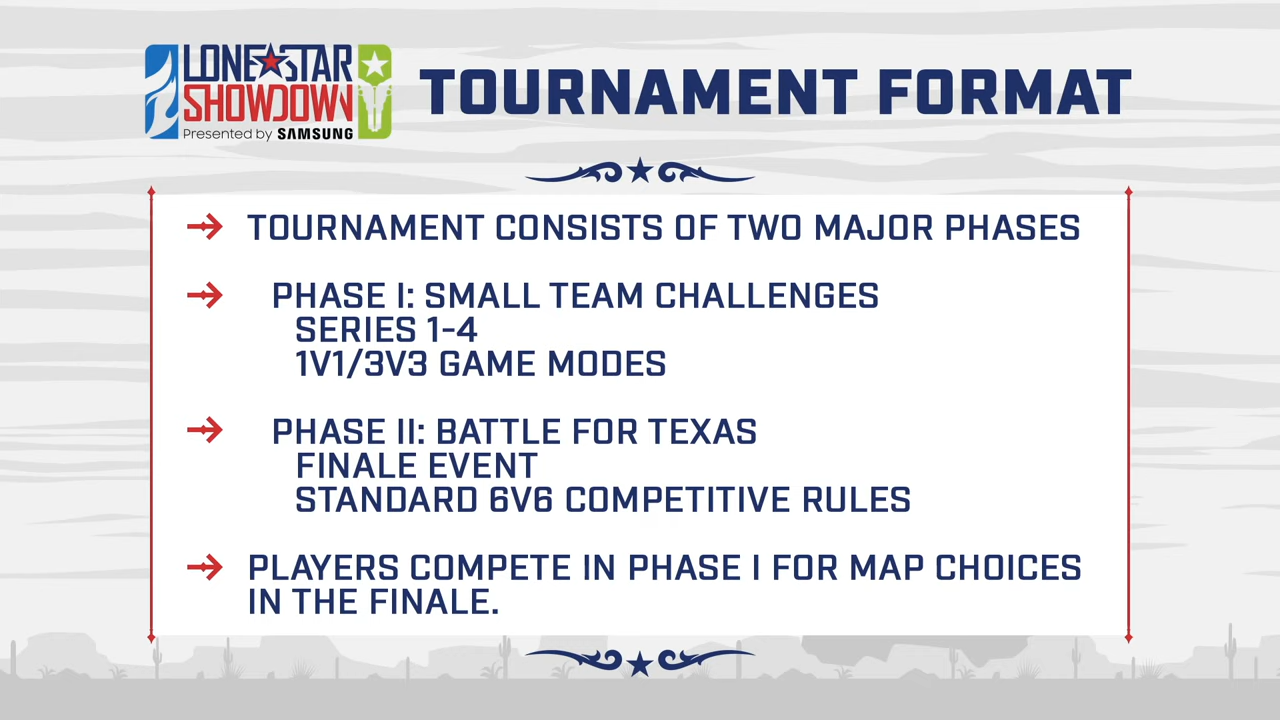 LONE STAR
SHOWDOWN
Presented by SAMSUNG
TOURNAMENT FORMAT
TOURNAMENT CONSISTS OF TWO MAJOR PHASES
PHASE I: SMALL TEAM CHALLENGES
SERIES 1-4
1V1/3V3 GAME MODES
PHASE II: BATTLE FOR TEXAS
FINALE EVENT
STANDARD 6V6 COMPETITIVE RULES
PLAYERS COMPETE IN PHASE I FOR MAP CHOICES
IN THE FINALE.